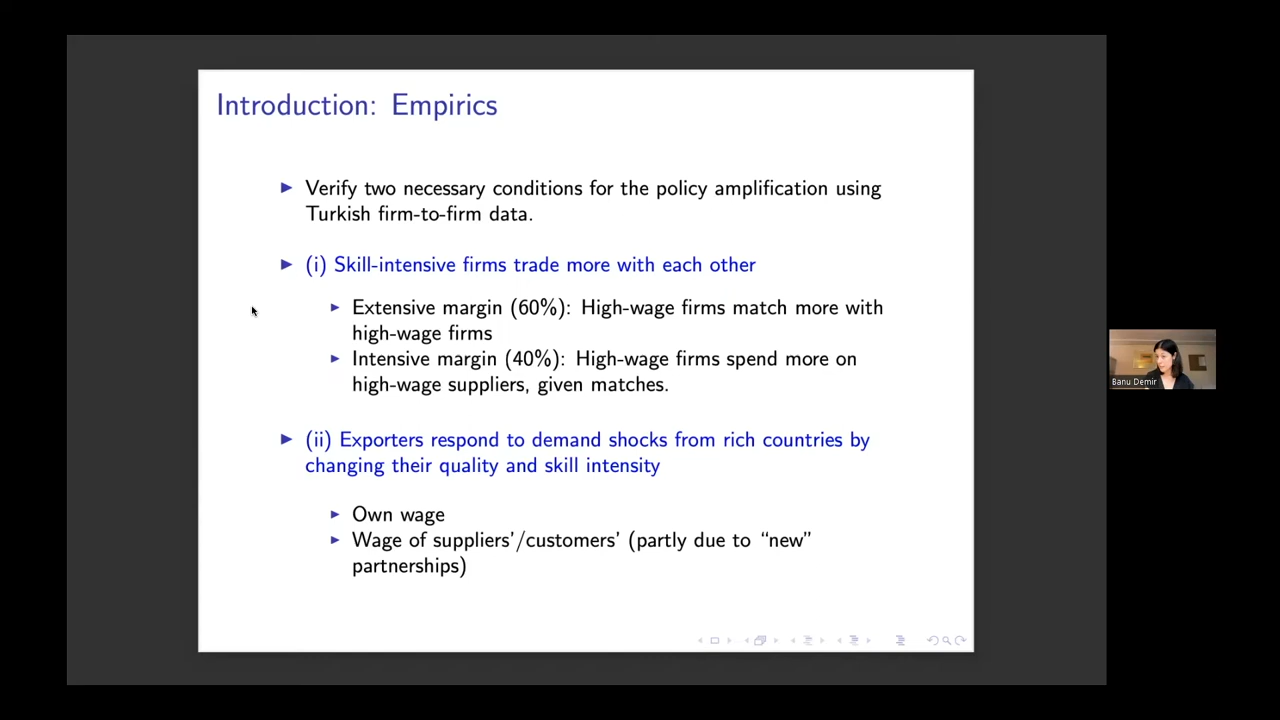 Introduction: Empirics
Verify two necessary conditions for the policy amplification using
Turkish firm-to-firm data.
(i) Skill-intensive firms trade more with each other
Extensive margin (60%): High-wage firms match more with
high-wage firms
Intensive margin (40%): High-wage firms spend more on
high-wage suppliers, given matches.
(ii) Exporters respond to demand shocks from rich countries by
changing their quality and skill intensity
Own wage
Wage of suppliers'/customers' (partly due to “new”
partnerships)
Banu Demir